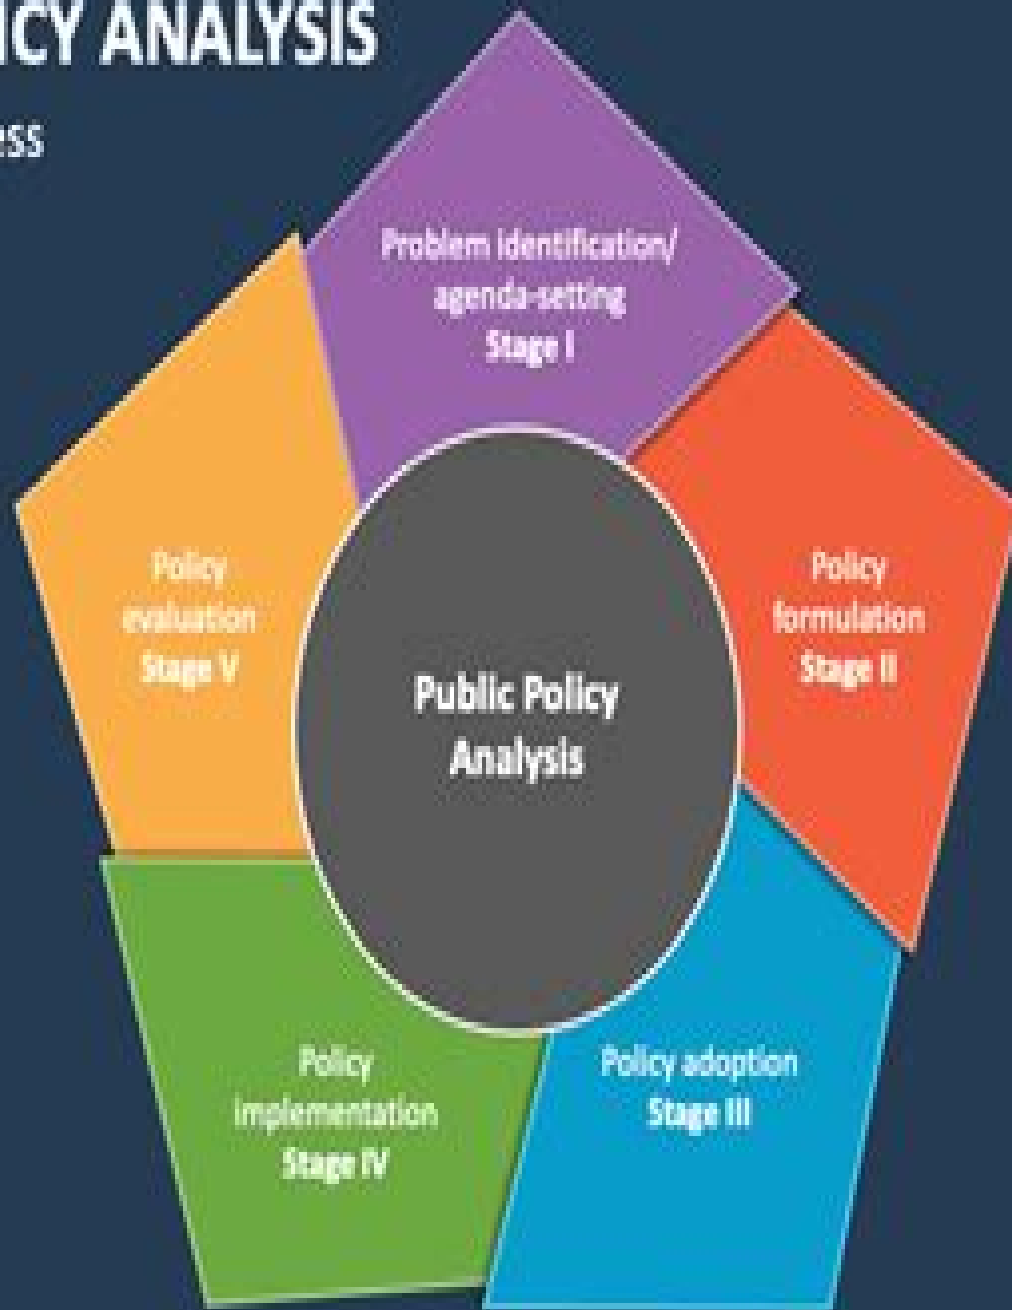 ICY ANALYSIS
ess
Problem identification/
agenda-setting
Stage I
Policy
evaluation
Stage V
Policy
formulation
Stage II
Public Policy
Analysis
Policy
implementation
Stage IV
Policy adoption
Stage III